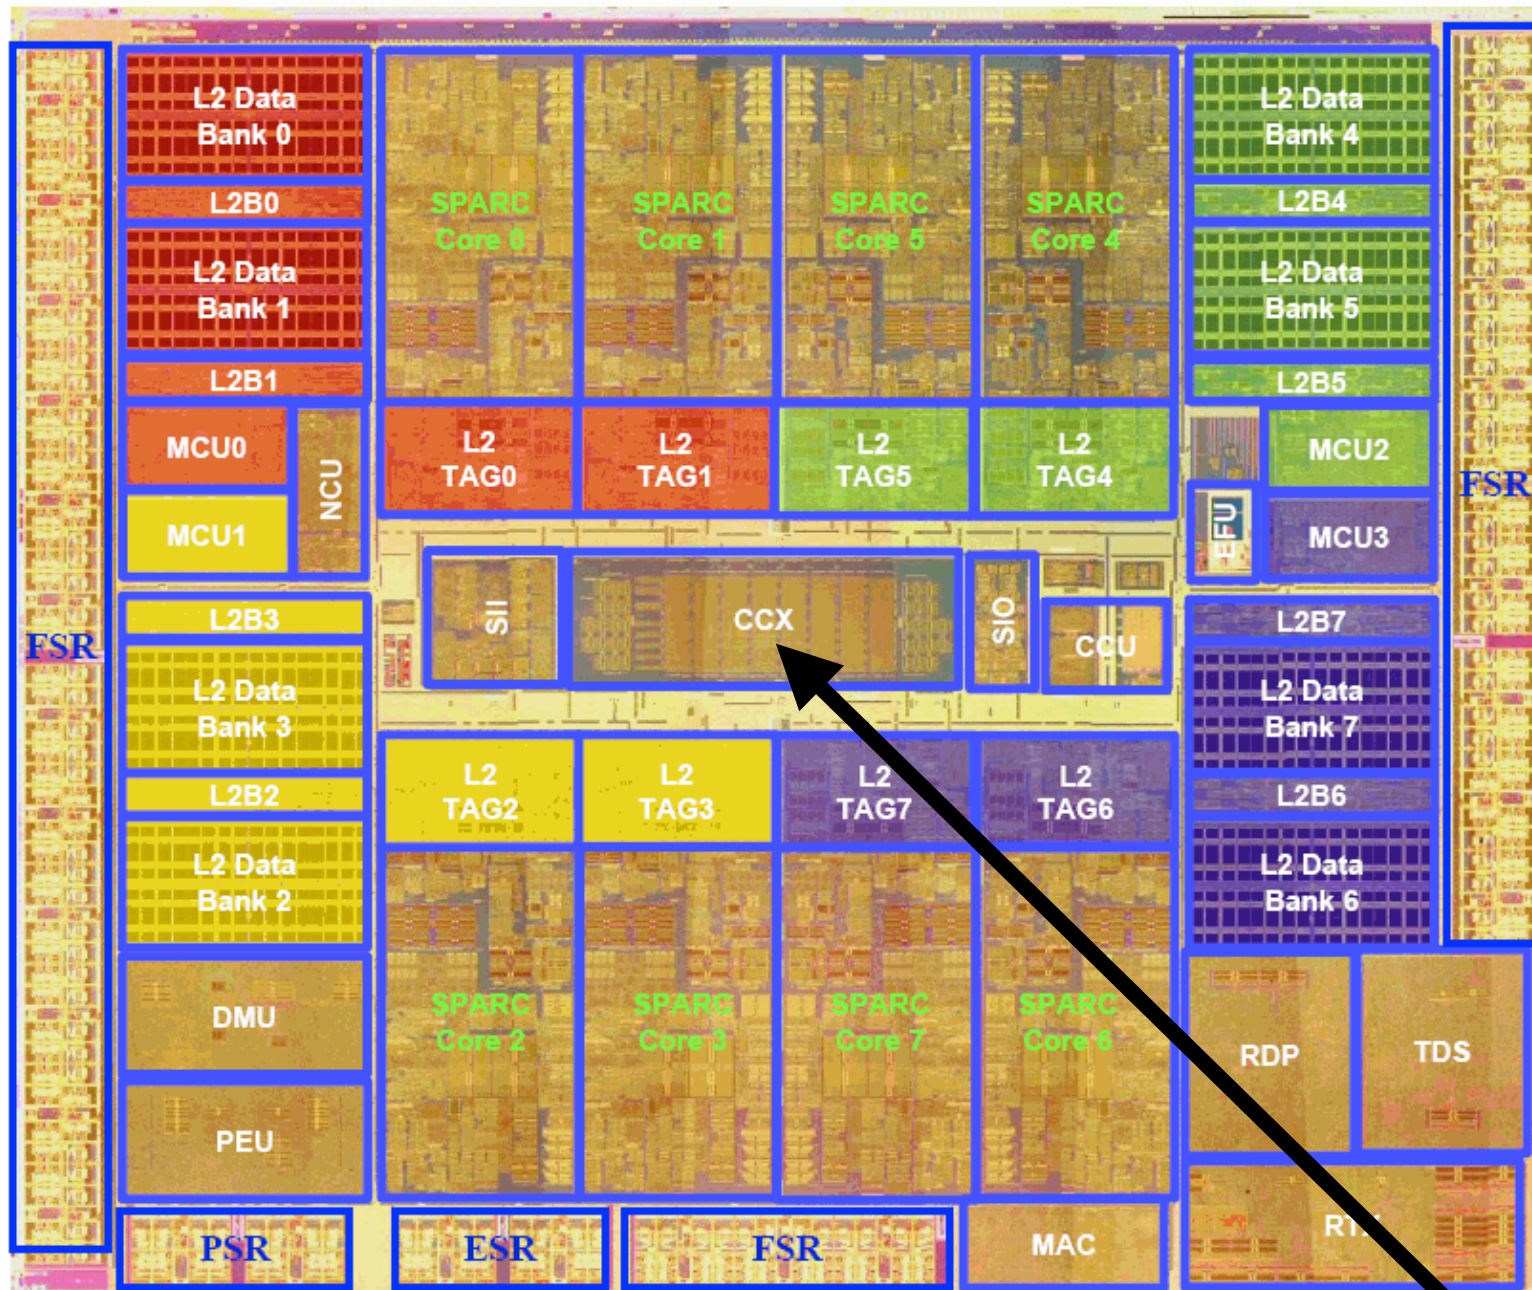 L2 Data
Bank 0
L2B0
L2 Data
Bank 1
L2B1
MCU0
MCU1
NCU
SPARC
Core 0
SPARC
Core 1
SPARC
Core 5
SPARC
Core 4
L2
TAG0
L2
TAG1
L2
TAG5
L2
TAG4
L2 Data
Bank 4
L2B4
L2 Data
Bank 5
L2B5
MCU2
MCU3
EFU
FSR
FSR
SII
CCX
SIO
CCU
L2B3
L2 Data
Bank 3
L2B2
L2 Data
Bank 2
L2
TAG2
L2
TAG3
L2
TAG7
L2
TAG6
L2B7
L2 Data
Bank 7
L2B6
L2 Data
Bank 6
DMU
PEU
SPARC
Core 2
SPARC
Core 3
SPARC
Core 7
SPARC
Core 6
RDP
TDS
PSR
ESR
FSR
MAC